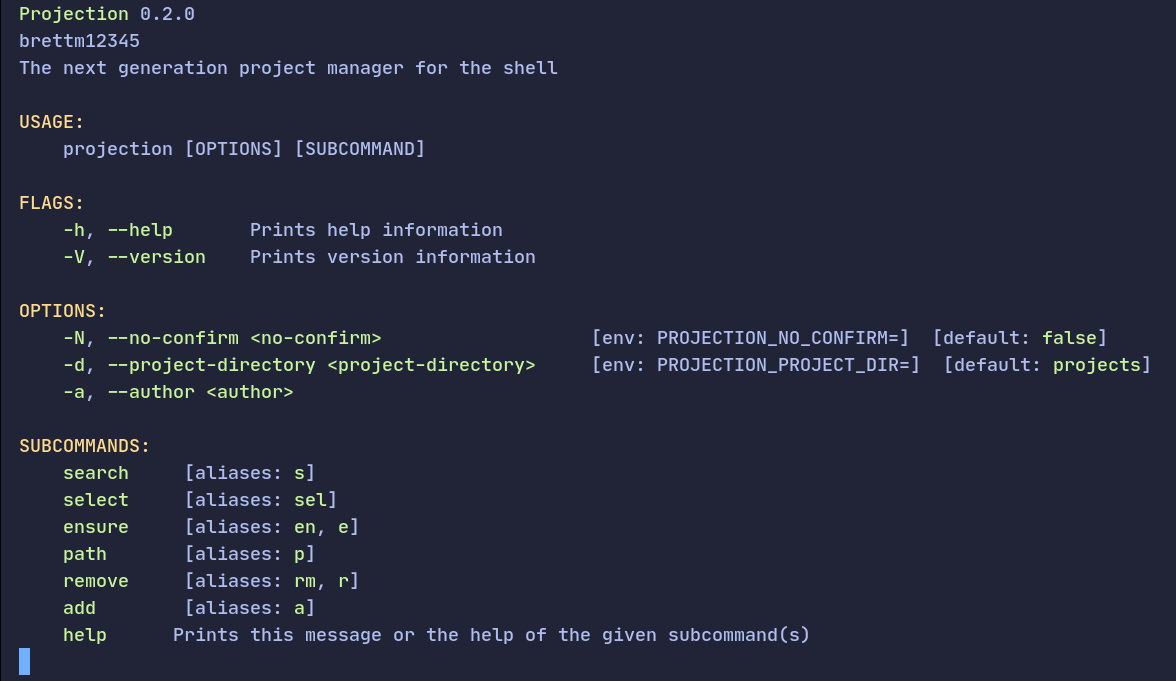 Projection 0.2.0
brettm12345
The next generation project manager for the shell
USAGE:
projection [OPTIONS] [SUBCOMMAND]
FLAGS:
-h, --help Prints help information
-V, --version Prints version information
OPTIONS:
-N, --no-confirm <no-confirm> [env: PROJECTION_NO_CONFIRM=] [default: false]
-d, --project-directory <project-directory> [env: PROJECTION_PROJECT_DIR=] [default: projects]
-a, --author <author>
SUBCOMMANDS:
search [aliases: s]
select [aliases: sel]
ensure [aliases: en, e]
path [aliases: p]
remove [aliases: rm, r]
add [aliases: a]
help Prints this message or the help of the given subcommand(s)